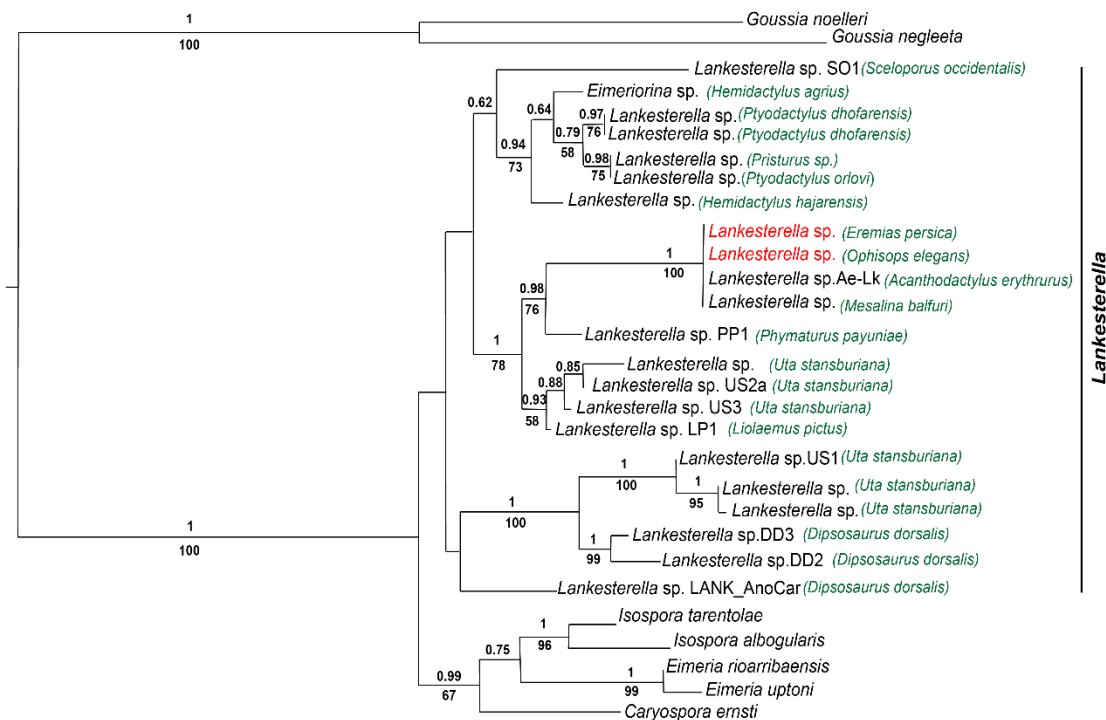 1
100
Goussia noelleri
Goussia negleeta
Lankesterella sp. SO1 (Sceloporus occidentalis)
0.62
Eimeriorina sp. (Hemidactylus agrius)
0.64
0.97
Lankesterella sp. (Ptyodactylus dhofarensis)
76
Lankesterella sp. (Ptyodactylus dhofarensis)
0.79
58
0.94
73
0.98
Lankesterella sp. (Pristurus sp.)
75
Lankesterella sp.(Ptyodactylus orlovi)
Lankesterella sp. (Hemidactylus hajarensis)
Lankesterella sp. (Eremias persica)
1
100
Lankesterella sp. (Ophisops elegans)
Lankesterella sp.Ae-Lk (Acanthodactylus erythrurus)
Lankesterella sp. (Mesalina balfuri)
0.98
76
Lankesterella sp. PP1 (Phymaturus payuniae)
1
78
0.85
Lankesterella sp. (Uta stansburiana)
0.88
Lankesterella sp. US2a (Uta stansburiana)
0.93
58
Lankesterella sp. US3 (Uta stansburiana)
Lankesterella sp. LP1 (Liolaemus pictus)
Lankesterella sp.US1 (Uta stansburiana)
1
100
1
95
Lankesterella sp. (Uta stansburiana)
Lankesterella sp. (Uta stansburiana)
1
100
Lankesterella sp.DD3 (Dipsosaurus dorsalis)
1
99
Lankesterella sp.DD2 (Dipsosaurus dorsalis)
1
100
Lankesterella sp. LANK_AnoCar (Dipsosaurus dorsalis)
Isospora tarentolae
1
96
Isospora albogularis
0.75
Eimeria rioarribaensis
1
99
Eimeria uptoni
0.99
67
Caryospora ernsti
Lankesterella